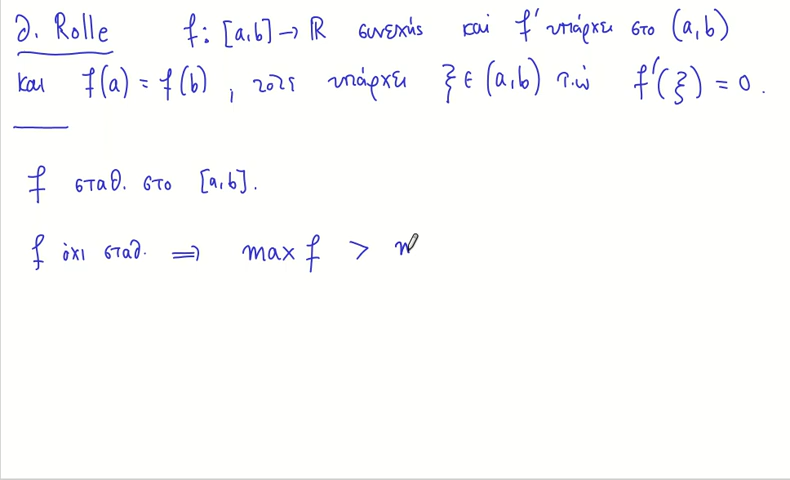 θ. Rolle f: [a,b] → ℝ συνεχής και f' υπάρχει στο (a,b)
και f(a) = f(b), τότε υπάρχει ξ ∈ (a,b) τ.ώ f'(ξ) = 0.
f σταθ. στο [a,b].
f όχι σταθ. ⟹ max f > m